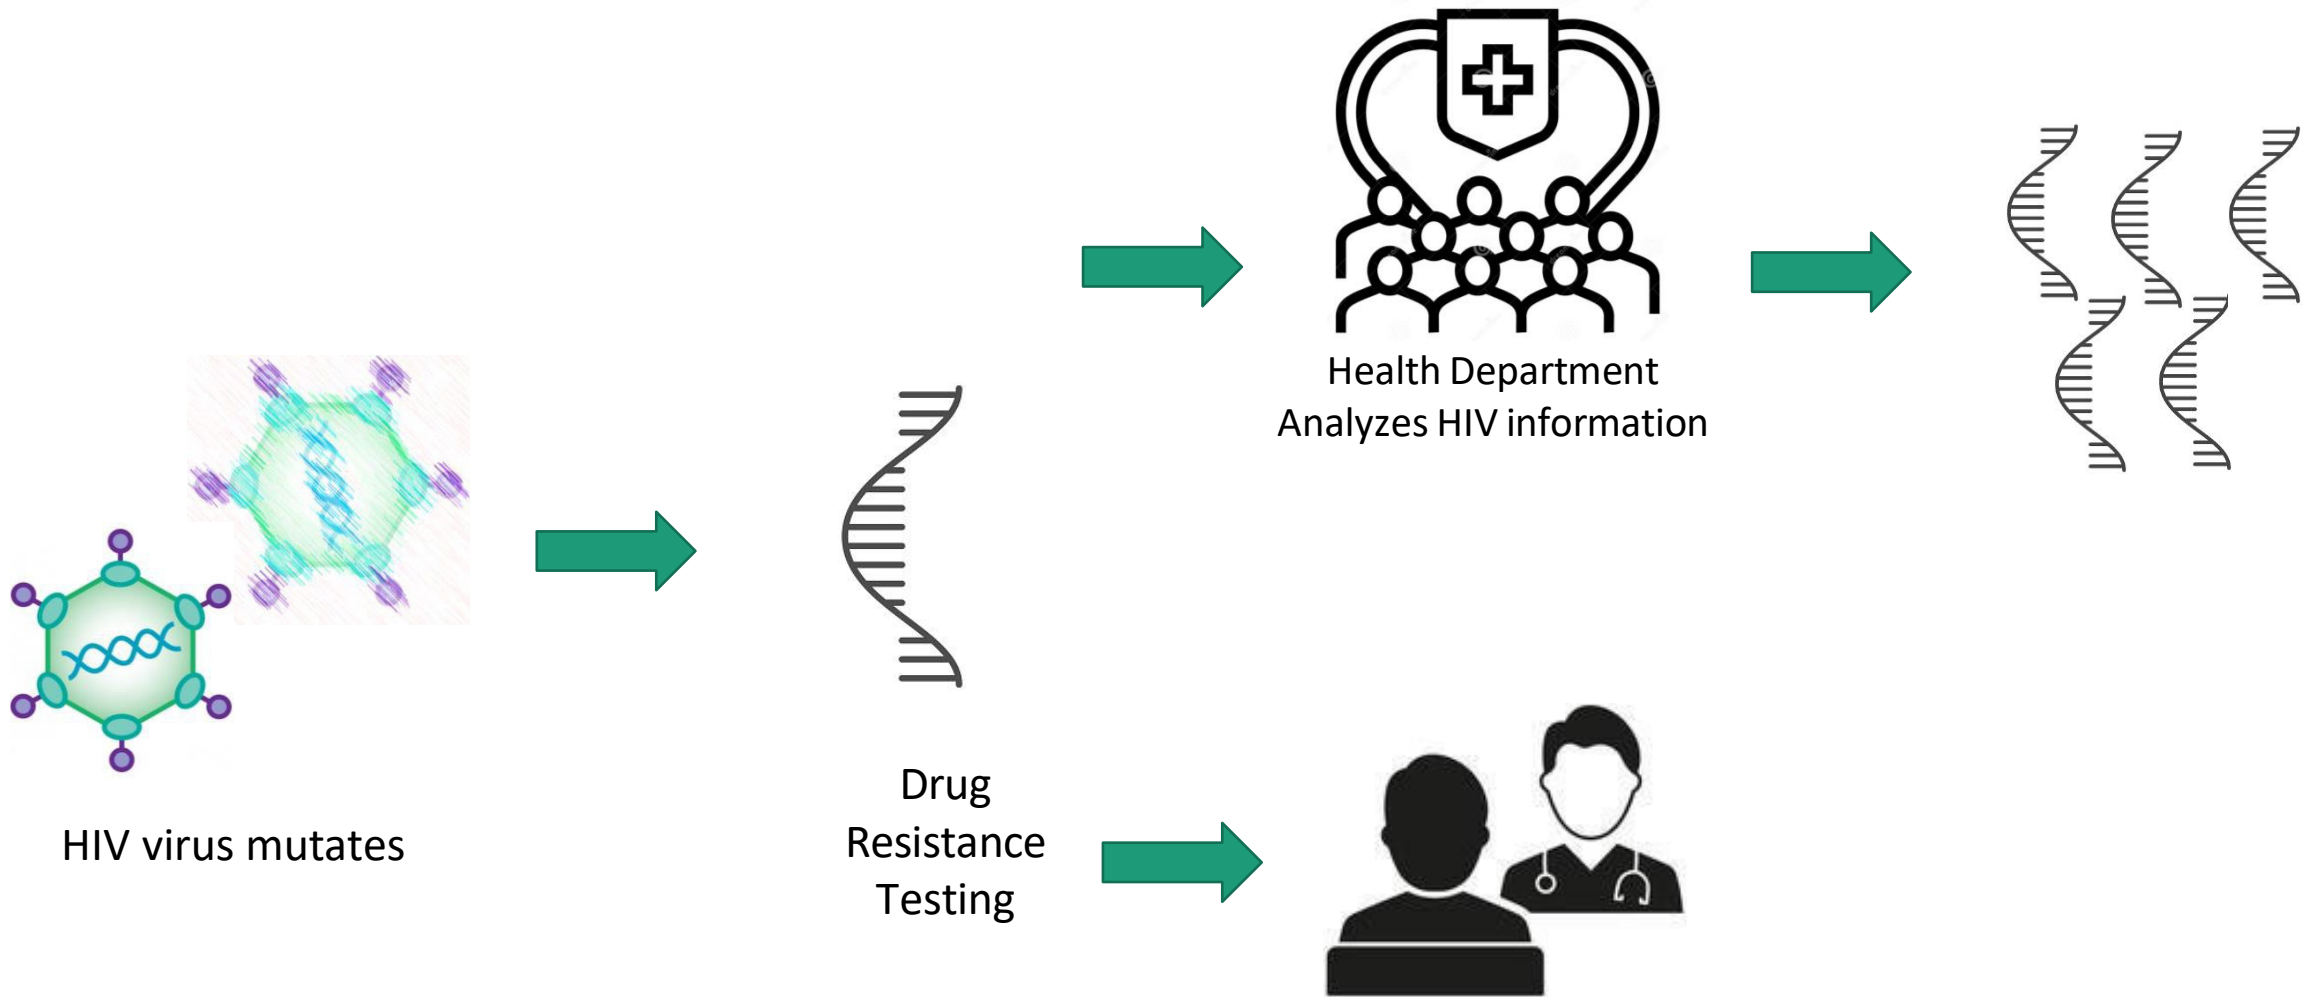 Health Department
Analyzes HIV information
HIV virus mutates
Drug
Resistance
Testing